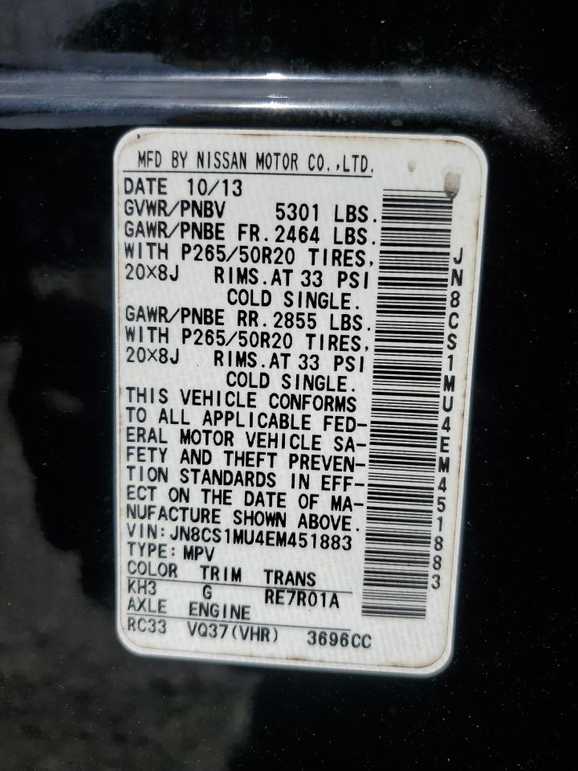 MFD BY NISSAN MOTOR CO.,LTD.
DATE 10/13
GVWR/PNBV 5301 LBS.
GAWR/PNBE FR. 2464 LBS.
WITH P265/50R20 TIRES,
20X8J RIMS.AT 33 PSI
COLD SINGLE.
GAWR/PNBE RR. 2855 LBS.
WITH P265/50R20 TIRES,
20X8J RIMS.AT 33 PSI
COLD SINGLE.
THIS VEHICLE CONFORMS
TO ALL APPLICABLE FED-
ERAL MOTOR VEHICLE SA-
FETY AND THEFT PREVEN-
TION STANDARDS IN EFF-
ECT ON THE DATE OF MA-
NUFACTURE SHOWN ABOVE.
VIN:JN8CS1MU4EM451883
TYPE:MPV
COLOR TRIM TRANS
KH3 G RE7R01A
AXLE ENGINE
RC33 VQ37(VHR) 3696CC
JN8CS1MU4EM451883